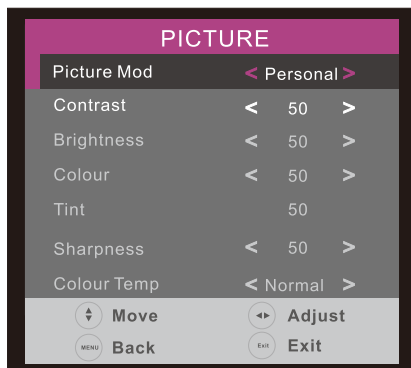 PICTURE
Picture Mod < Personal >
Contrast < 50 >
Brightness < 50 >
Colour < 50 >
Tint 50
Sharpness < 50 >
Colour Temp < Normal >
Move Adjust
MENU Back Exit Exit